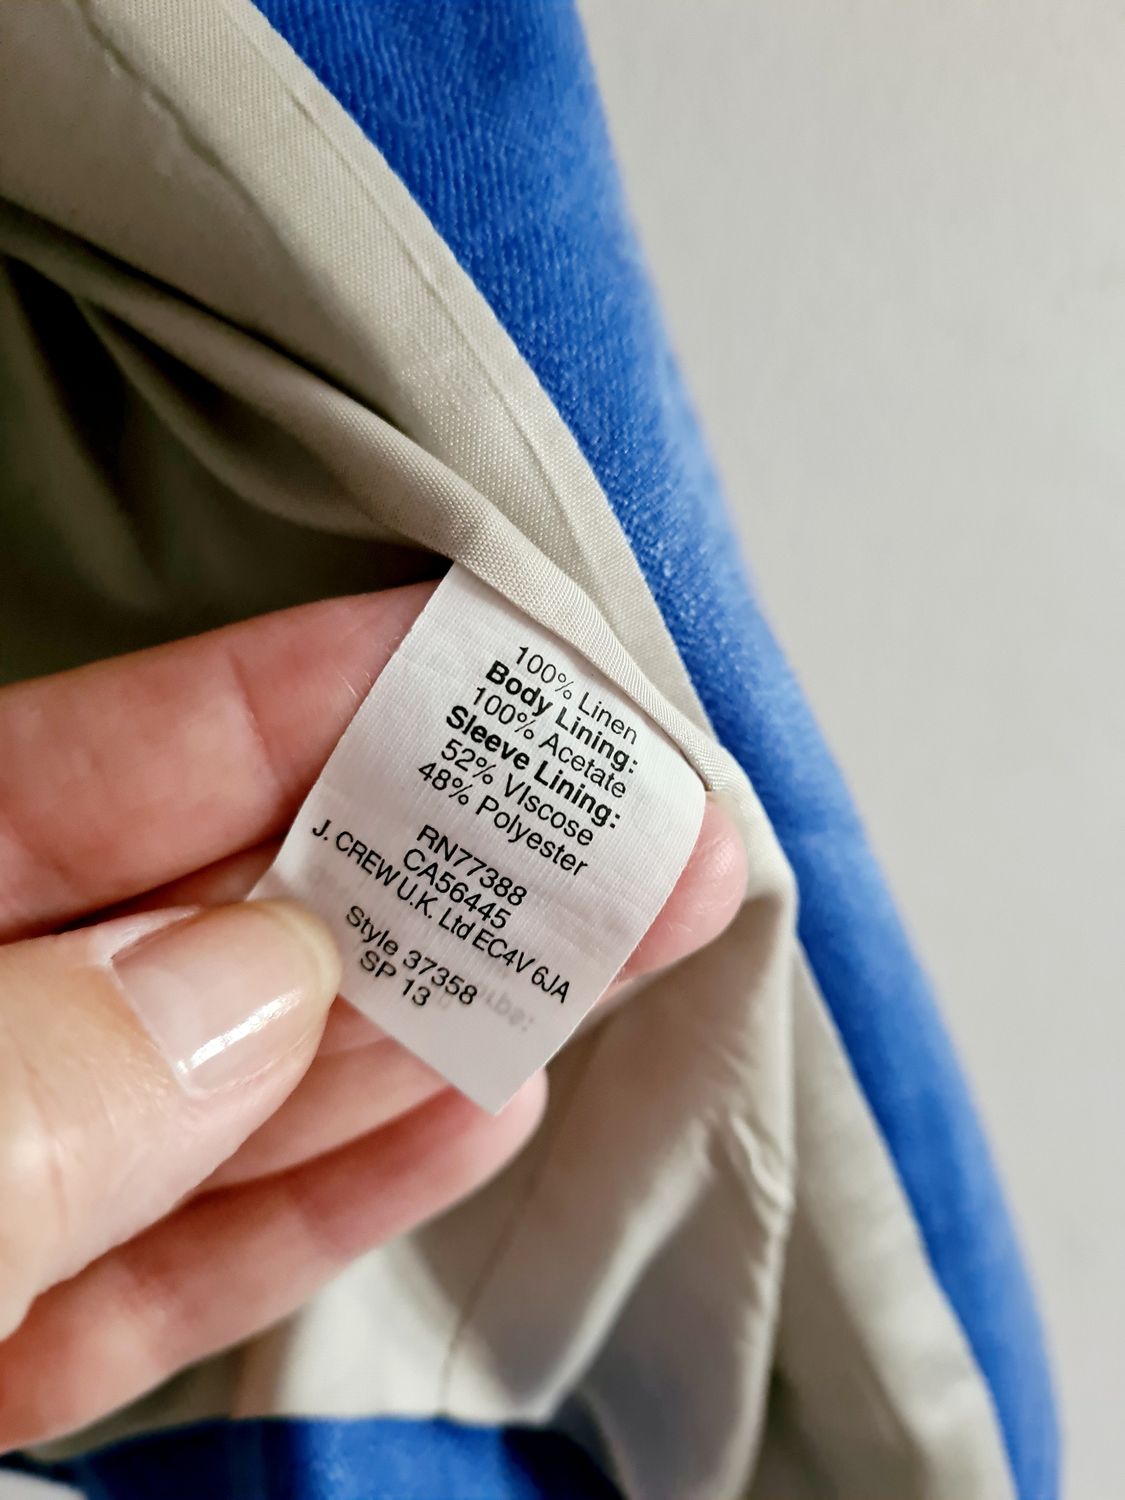 100% Linen
Body Lining:
100% Acetate
Sleeve Lining:
52% VIscose
48% Polyester
RN77388
CA56445
J. CREW U.K. Ltd EC4V 6JA
Style 37358
SP 13